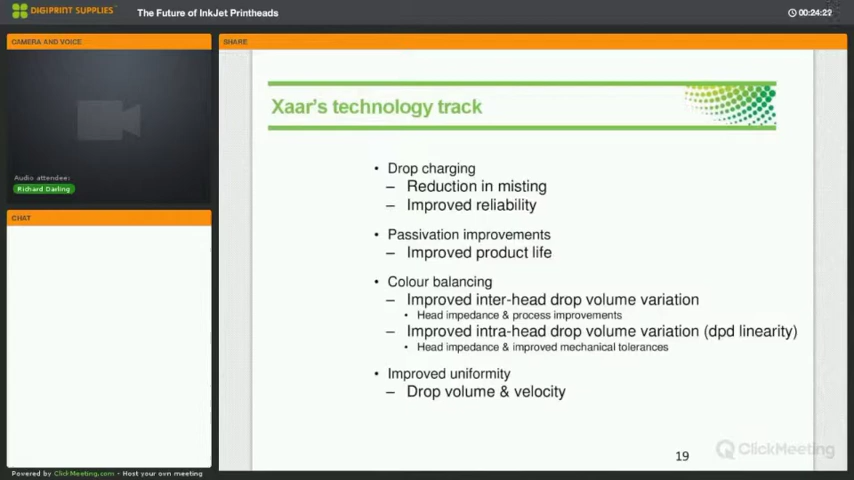 DIGIPRINT SUPPLIES
The Future of InkJet Printheads
00:24:22
CAMERA AND VOICE
Audio attendee:
Richard Darling
CHAT
SHARE
Xaar's technology track
• Drop charging
– Reduction in misting
– Improved reliability
• Passivation improvements
– Improved product life
• Colour balancing
– Improved inter-head drop volume variation
• Head impedance & process improvements
– Improved intra-head drop volume variation (dpd linearity)
• Head impedance & improved mechanical tolerances
• Improved uniformity
– Drop volume & velocity
19
ClickMeeting
Powered by ClickMeeting.com - Host your own meeting